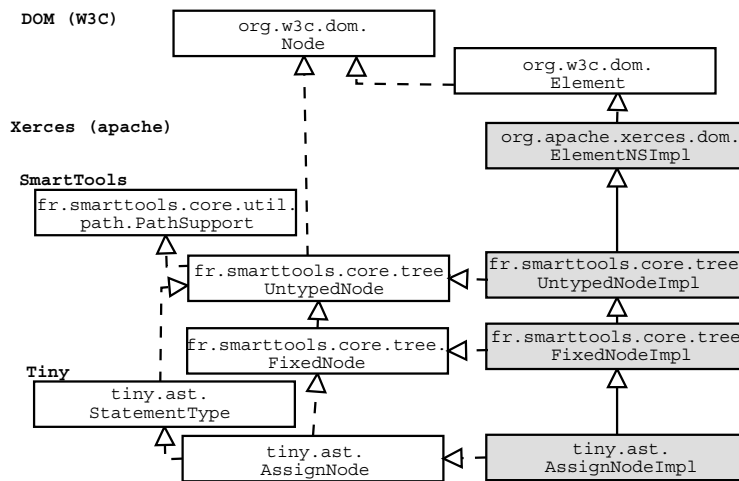 DOM (W3C)
org.w3c.dom.
Node
org.w3c.dom.
Element
Xerces (apache)
org.apache.xerces.dom.
ElementNSImpl
SmartTools
fr.smarttools.core.util.
path.PathSupport
fr.smarttools.core.tree
UntypedNode
fr.smarttools.core.tree
UntypedNodeImpl
fr.smarttools.core.tree.
FixedNode
fr.smarttools.core.tree
FixedNodeImpl
Tiny
tiny.ast.
StatementType
tiny.ast.
AssignNode
tiny.ast.
AssignNodeImpl